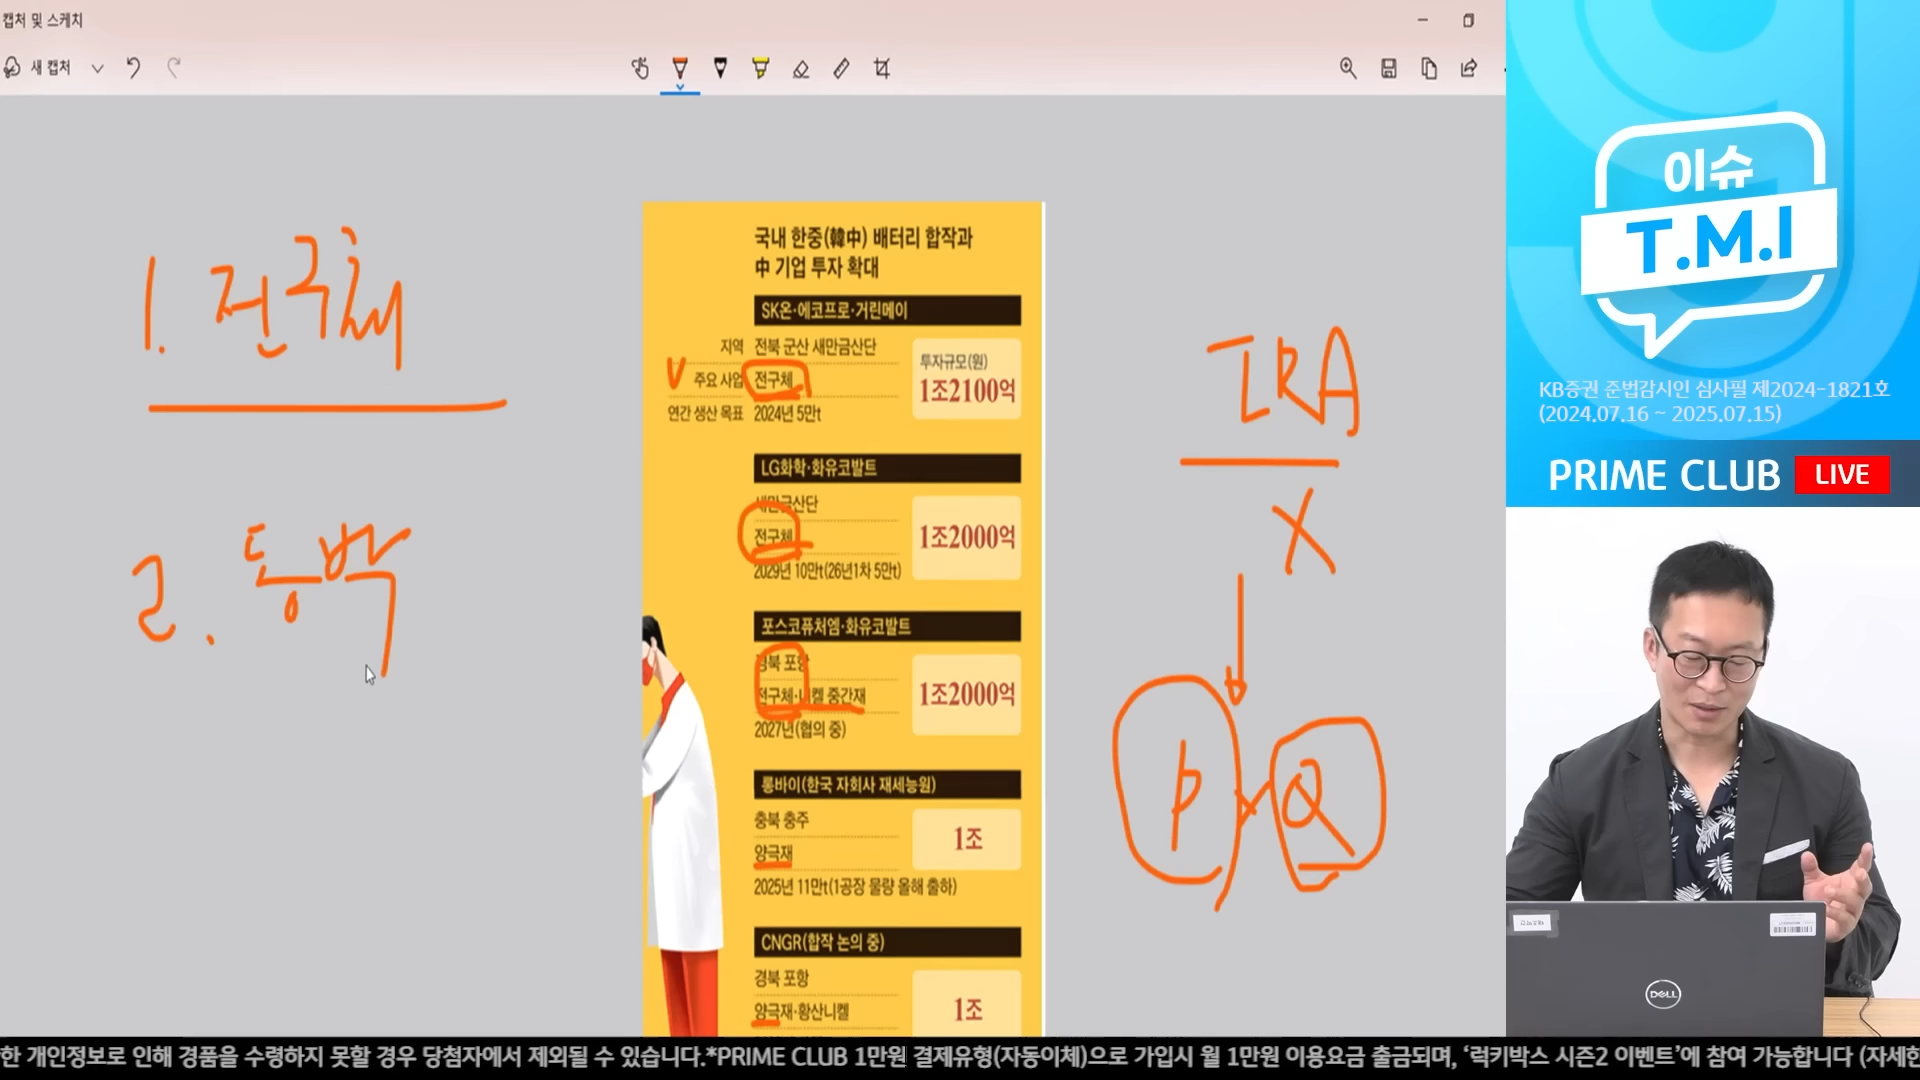 캡처 및 스케치
새 캡처
1. 전구체
2. 동박
국내 한중(韓中) 배터리 합작과
中 기업 투자 확대
SK온·에코프로·거린메이
지역 전북 군산 새만금산단
주요 사업 전구체
연간 생산 목표 2024년 5만t
투자규모(원)
1조2100억
LG화학·화유코발트
새만금산단
전구체
2029년 10만t(26년1차 5만t)
1조2000억
포스코퓨처엠·화유코발트
경북 포항
전구체·니켈 중간재
2027년(협의 중)
1조2000억
롱바이(한국 자회사 재세능원)
충북 충주
양극재
2025년 11만t(1공장 물량 올해 출하)
1조
CNGR(합작 논의 중)
경북 포항
양극재·황산니켈
1조
IRA
X
P x Q
이슈
T.M.I
KB증권 준법감시인 심사필 제2024-1821호
(2024.07.16 ~ 2025.07.15)
PRIME CLUB LIVE
DELL
한 개인정보로 인해 경품을 수령하지 못할 경우 당첨자에서 제외될 수 있습니다.*PRIME CLUB 1만원 결제유형(자동이체)으로 가입시 월 1만원 이용요금 출금되며, ‘럭키박스 시즌2 이벤트’에 참여 가능합니다 (자세한